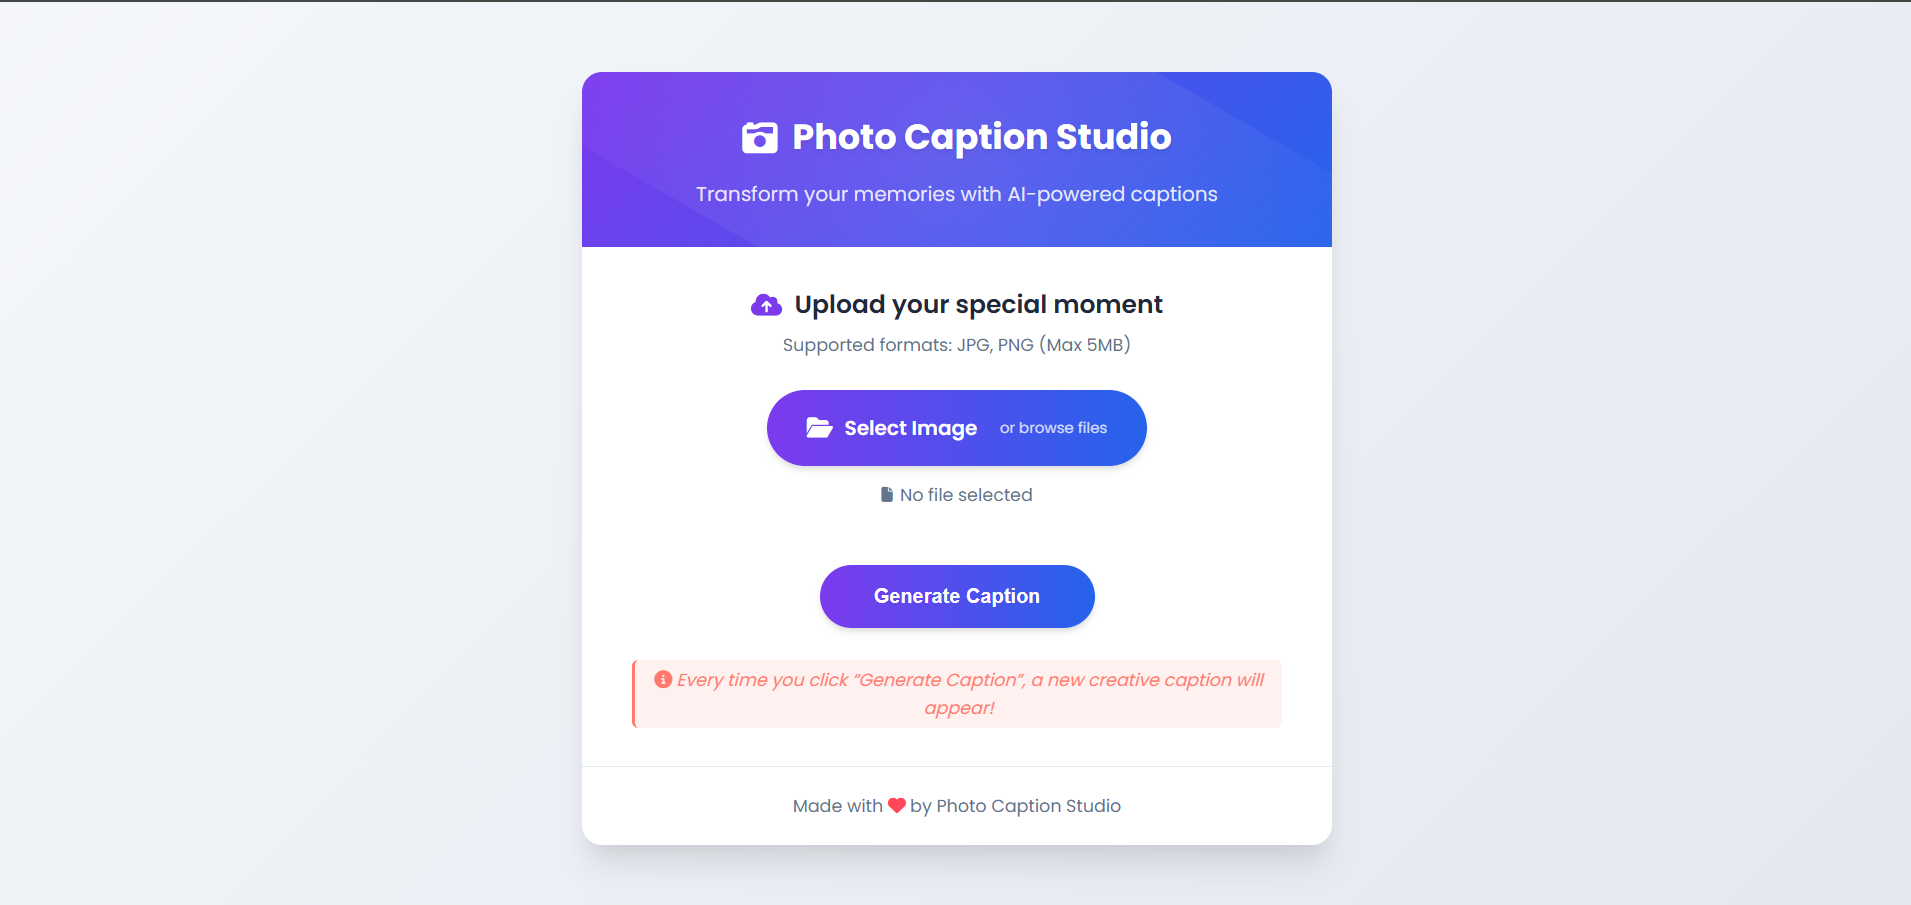 Photo Caption Studio
Transform your memories with AI-powered captions
Upload your special moment
Supported formats: JPG, PNG (Max 5MB)
Select Image or browse files
No file selected
Generate Caption
Every time you click “Generate Caption”, a new creative caption will
appear!
Made with ❤ by Photo Caption Studio